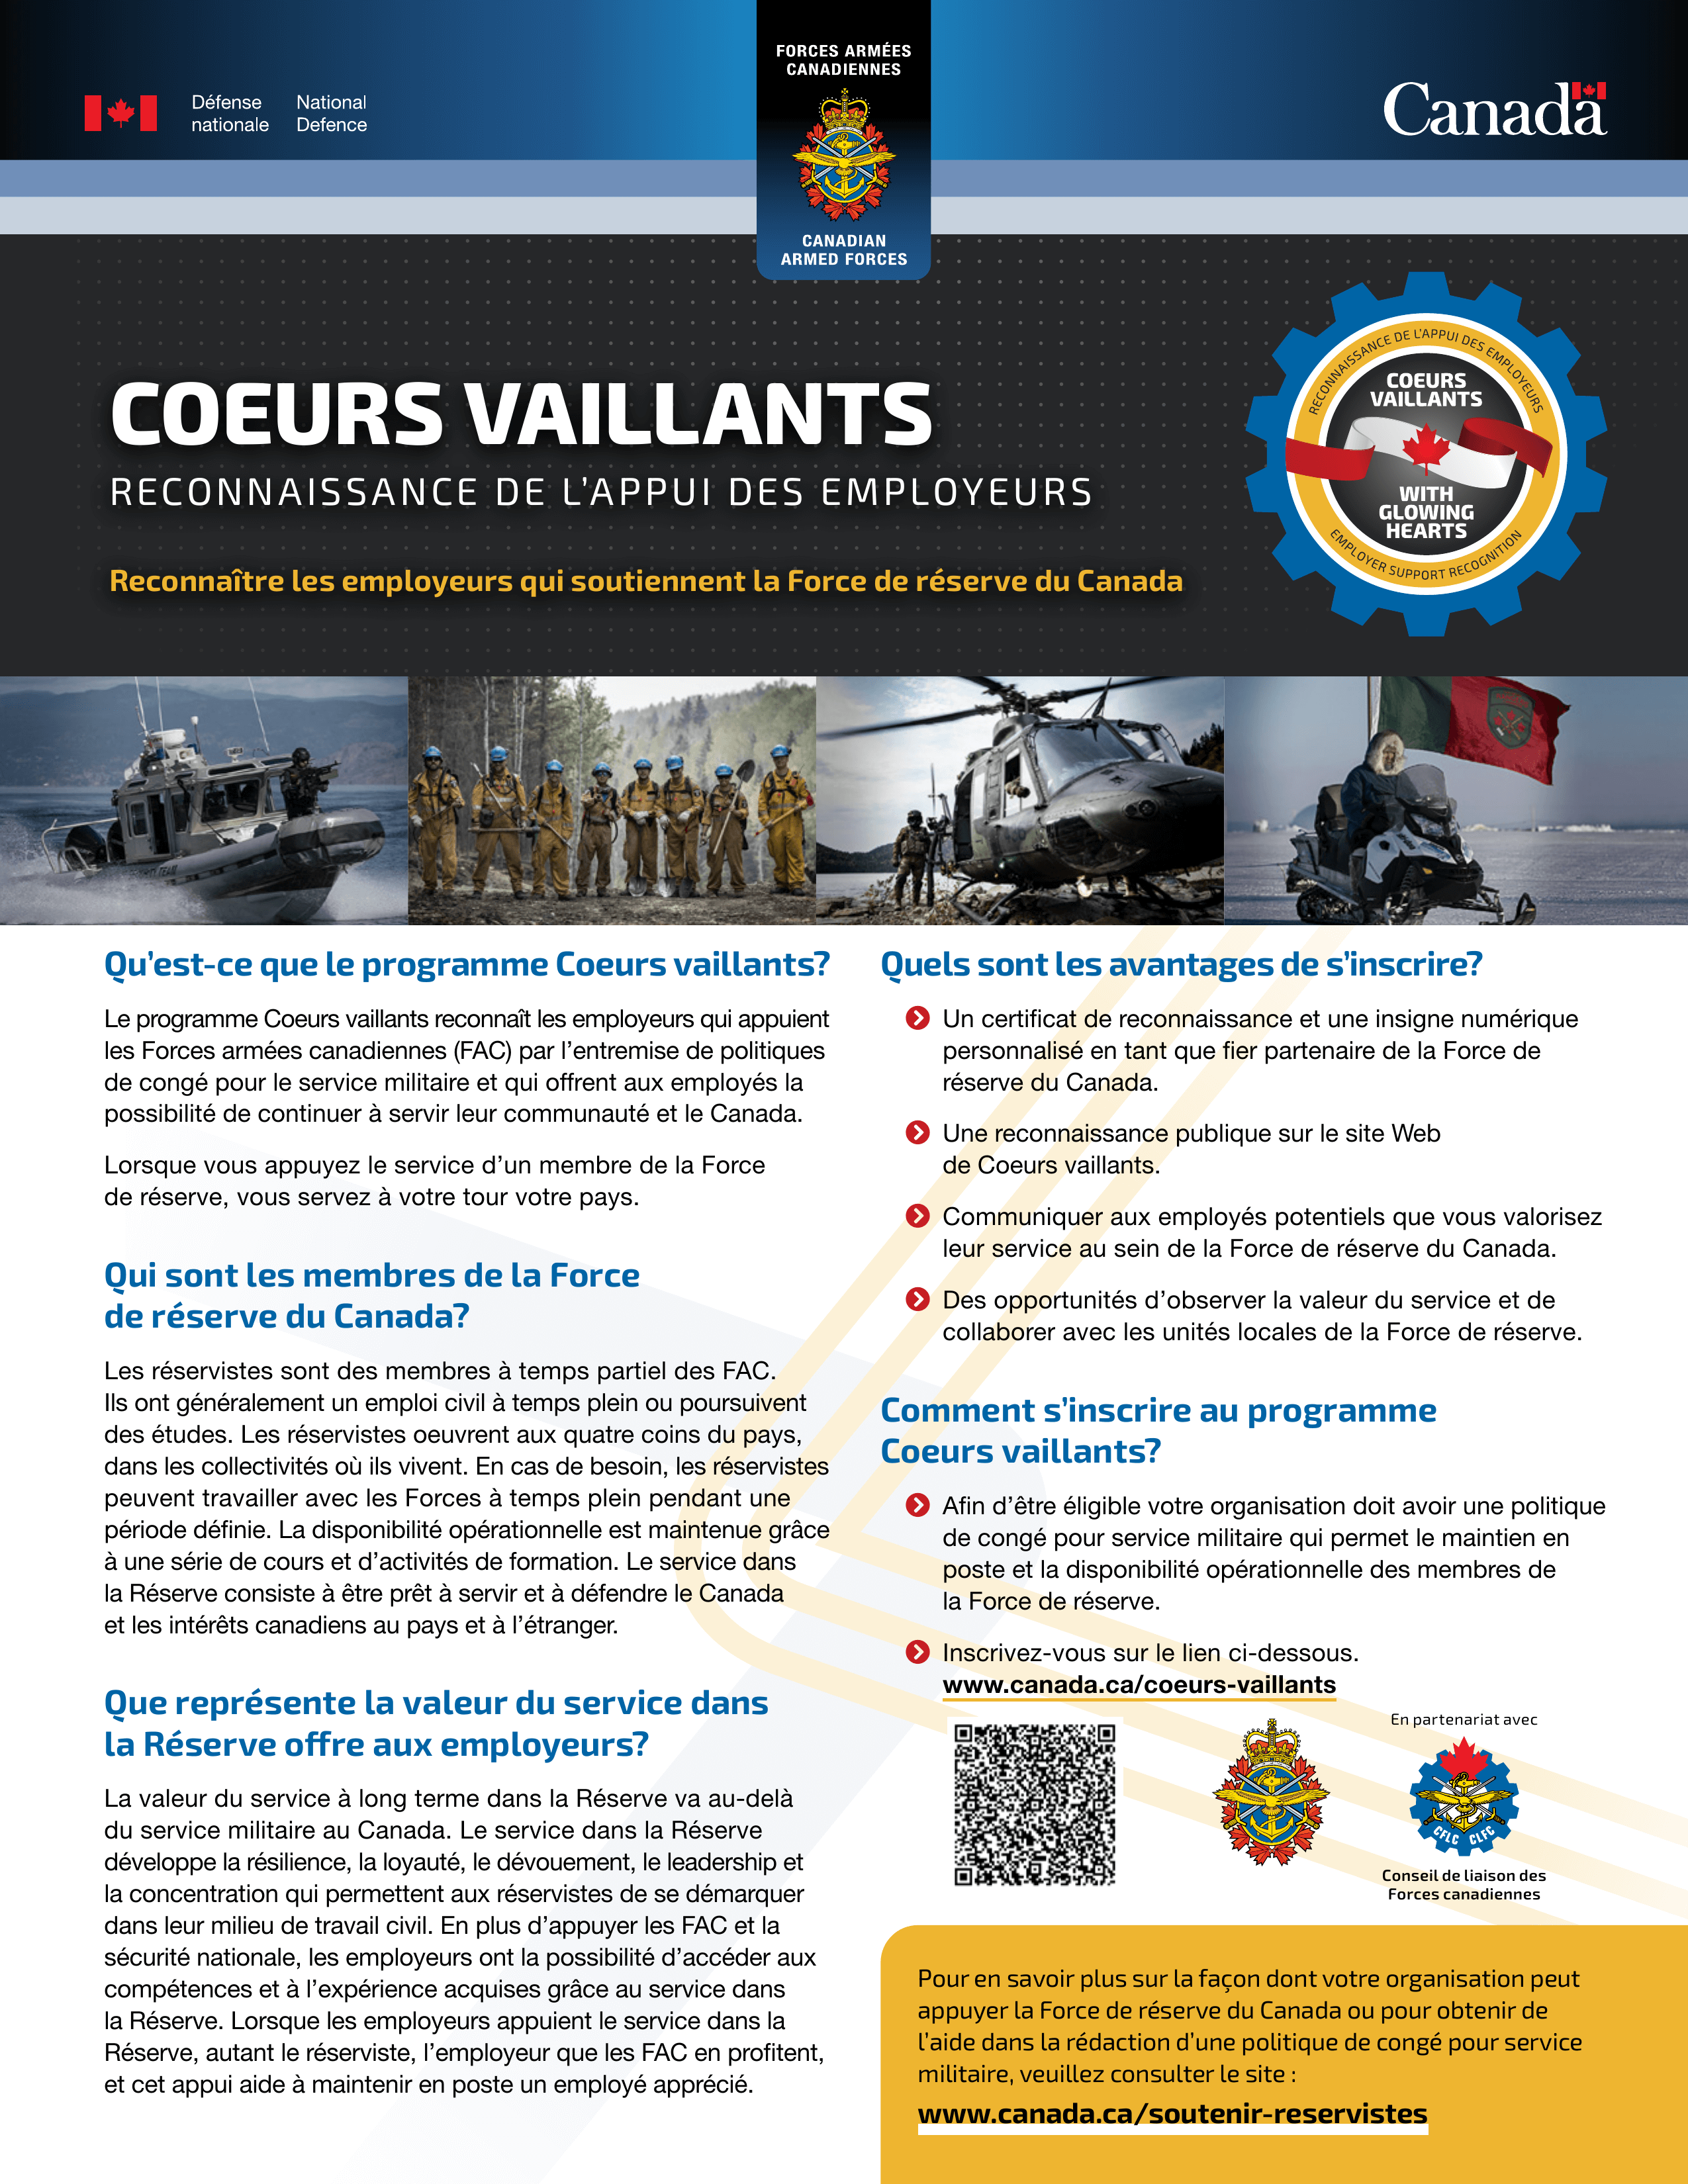 Défense
nationale
National
Defence
FORCES ARMÉES
CANADIENNES
CANADIAN
ARMED FORCES
Canada
COEURS VAILLANTS
RECONNAISSANCE DE L'APPUI DES EMPLOYEURS
Reconnaître les employeurs qui soutiennent la Force de réserve du Canada
RECONNAISSANCE DE L'APPUI DES EMPLOYEURS
COEURS
VAILLANTS
WITH
GLOWING
HEARTS
EMPLOYER SUPPORT RECOGNITION
Qu'est-ce que le programme Coeurs vaillants?
Le programme Coeurs vaillants reconnaît les employeurs qui appuient
les Forces armées canadiennes (FAC) par l'entremise de politiques
de congé pour le service militaire et qui offrent aux employés la
possibilité de continuer à servir leur communauté et le Canada.
Lorsque vous appuyez le service d'un membre de la Force
de réserve, vous servez à votre tour votre pays.
Qui sont les membres de la Force
de réserve du Canada?
Les réservistes sont des membres à temps partiel des FAC.
Ils ont généralement un emploi civil à temps plein ou poursuivent
des études. Les réservistes oeuvrent aux quatre coins du pays,
dans les collectivités où ils vivent. En cas de besoin, les réservistes
peuvent travailler avec les Forces à temps plein pendant une
période définie. La disponibilité opérationnelle est maintenue grâce
à une série de cours et d'activités de formation. Le service dans
la Réserve consiste à être prêt à servir et à défendre le Canada
et les intérêts canadiens au pays et à l'étranger.
Que représente la valeur du service dans
la Réserve offre aux employeurs?
La valeur du service à long terme dans la Réserve va au-delà
du service militaire au Canada. Le service dans la Réserve
développe la résilience, la loyauté, le dévouement, le leadership et
la concentration qui permettent aux réservistes de se démarquer
dans leur milieu de travail civil. En plus d'appuyer les FAC et la
sécurité nationale, les employeurs ont la possibilité d'accéder aux
compétences et à l'expérience acquises grâce au service dans
la Réserve. Lorsque les employeurs appuient le service dans la
Réserve, autant le réserviste, l'employeur que les FAC en profitent,
et cet appui aide à maintenir en poste un employé apprécié.
Quels sont les avantages de s'inscrire?
Un certificat de reconnaissance et une insigne numérique
personnalisé en tant que fier partenaire de la Force de
réserve du Canada.
Une reconnaissance publique sur le site Web
de Coeurs vaillants.
Communiquer aux employés potentiels que vous valorisez
leur service au sein de la Force de réserve du Canada.
Des opportunités d'observer la valeur du service et de
collaborer avec les unités locales de la Force de réserve.
Comment s'inscrire au programme
Coeurs vaillants?
Afin d'être éligible votre organisation doit avoir une politique
de congé pour service militaire qui permet le maintien en
poste et la disponibilité opérationnelle des membres de
la Force de réserve.
Inscrivez-vous sur le lien ci-dessous.
www.canada.ca/coeurs-vaillants
En partenariat avec
CFLC CLFC
Conseil de liaison des
Forces canadiennes
Pour en savoir plus sur la façon dont votre organisation peut
appuyer la Force de réserve du Canada ou pour obtenir de
l'aide dans la rédaction d'une politique de congé pour service
militaire, veuillez consulter le site :
www.canada.ca/soutenir-reservistes